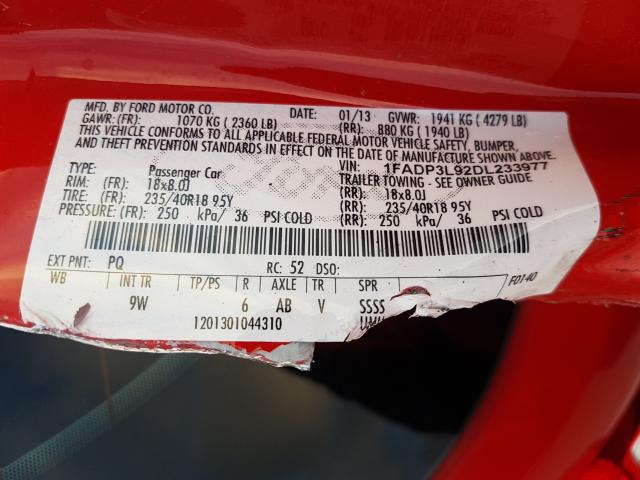 MFD. BY FORD MOTOR CO. DATE: 01/13 GVWR: 1941 KG ( 4279 LB)
GAWR: (FR): 1070 KG ( 2360 LB) (RR): 880 KG ( 1940 LB)
THIS VEHICLE CONFORMS TO ALL APPLICABLE FEDERAL MOTOR VEHICLE SAFETY, BUMPER,
AND THEFT PREVENTION STANDARDS IN EFFECT ON THE DATE OF MANUFACTURE SHOWN ABOVE.
VIN: 1FADP3L92DL233977
TYPE: Passenger Car TRAILER TOWING - SEE OWNER GUIDE
RIM: (FR): 18x8.0J (RR): 18x8.0J
TIRE: (FR): 235/40R18 95Y (RR): 235/40R18 95Y
PRESSURE: (FR): 250 kPa/ 36 PSI COLD (RR): 250 kPa/ 36 PSI COLD
EXT PNT: PQ RC: 52 DSO: F0140
WB INT TR TP/PS R AXLE TR SPR
9W 6 AB V SSSS
1201301044310